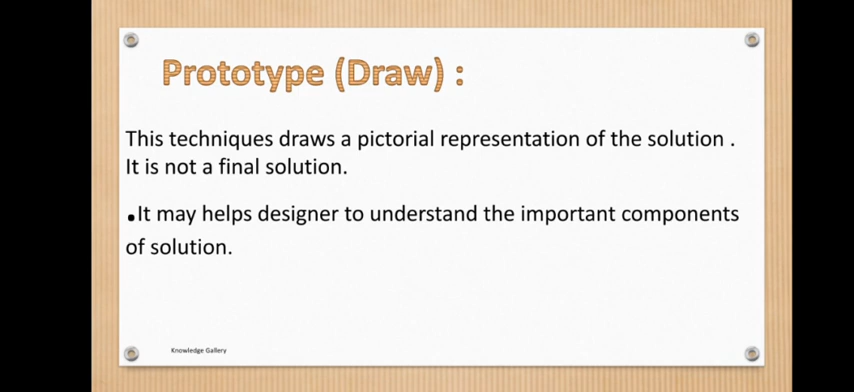 Prototype (Draw) :
This techniques draws a pictorial representation of the solution .
It is not a final solution.
•It may helps designer to understand the important components
of solution.
Knowledge Gallery